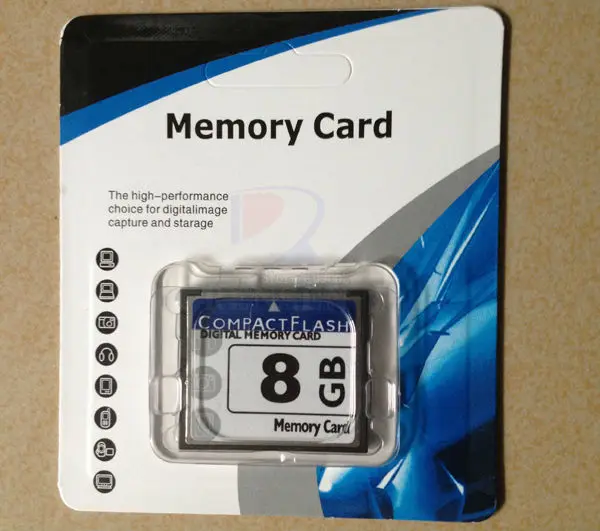 Memory Card
The high-performance
choice for digitalimage
capture and starage
COMPACTFLASH
DIGITAL MEMORY CARD
8 GB
Memory Card